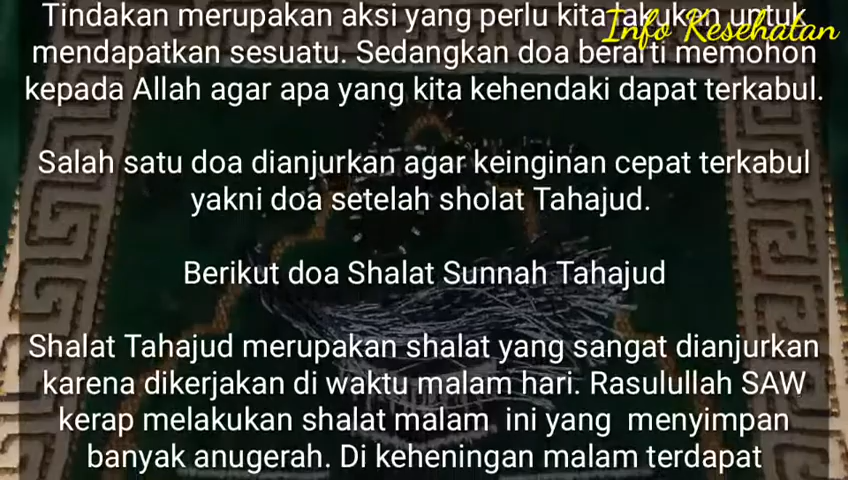 Tindakan merupakan aksi yang perlu kita lakukan untuk
Info Kesehatan
mendapatkan sesuatu. Sedangkan doa berarti memohon
kepada Allah agar apa yang kita kehendaki dapat terkabul.
Salah satu doa dianjurkan agar keinginan cepat terkabul
yakni doa setelah sholat Tahajud.
Berikut doa Shalat Sunnah Tahajud
Shalat Tahajud merupakan shalat yang sangat dianjurkan
karena dikerjakan di waktu malam hari. Rasulullah SAW
kerap melakukan shalat malam ini yang menyimpan
banyak anugerah. Di keheningan malam terdapat